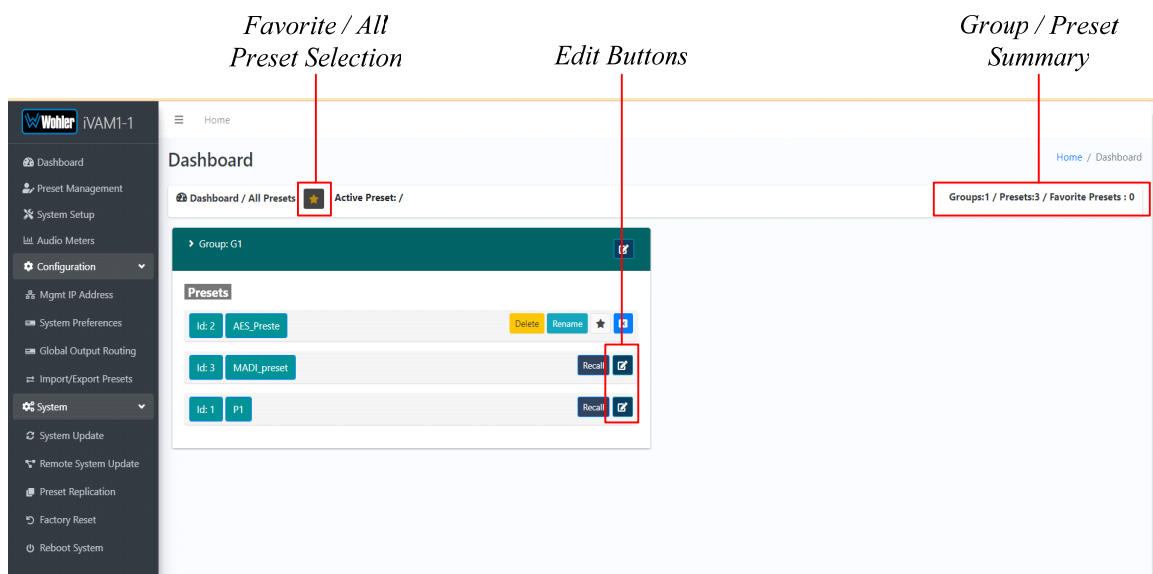 Favorite / All
Preset Selection
Edit Buttons
Group / Preset
Summary
Wohler iVAM1-1
Home
Dashboard
Home / Dashboard
Dashboard / All Presets
Active Preset: /
Groups:1 / Presets:3 / Favorite Presets : 0
Dashboard
Preset Management
System Setup
Audio Meters
Configuration
Mgmt IP Address
System Preferences
Global Output Routing
Import/Export Presets
System
System Update
Remote System Update
Preset Replication
Factory Reset
Reboot System
Group: G1
Presets
Id: 2 AES_Preste Delete Rename
Id: 3 MADI_preset Recall
Id: 1 P1 Recall